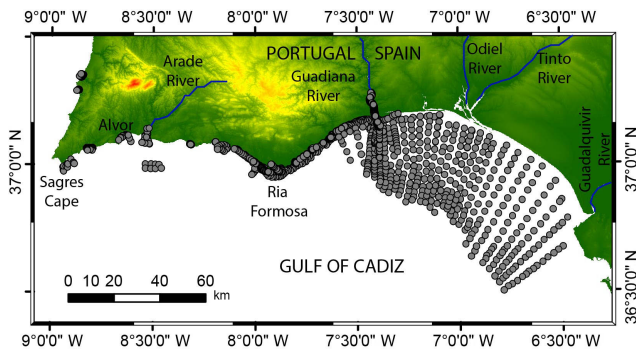 9°0'0" W 8°30'0" W 8°0'0" W 7°30'0" W 7°0'0" W 6°30'0" W
PORTUGAL SPAIN
Odiel
River
Tinto
River
Arade
River
Guadiana
River
Alvor
Guadalquivir
River
37°0'0" N
37°0'0" N
Sagres
Cape
Ria
Formosa
GULF OF CADIZ
0 10 20 40 60
km
36°30'0" N
9°0'0" W 8°30'0" W 8°0'0" W 7°30'0" W 7°0'0" W 6°30'0" W